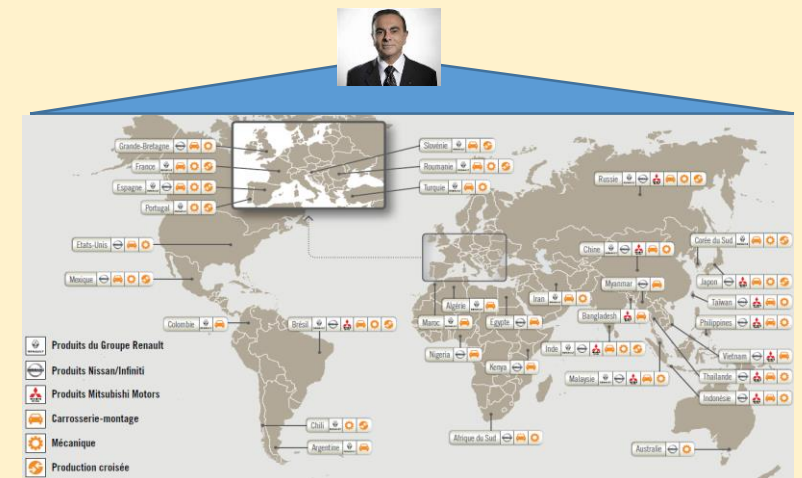 Grande-Bretagne
France
Espagne
Portugal
Slovénie
Roumanie
Turquie
Russie
Etats-Unis
Mexique
Chine
Corée du Sud
Japon
Myanmar
Iran
Algérie
Taïwan
Bangladesh
Philippines
Colombie
Brésil
Maroc
Egypte
Inde
Vietnam
Nigeria
Kenya
Malaysie
Thaïlande
Indonésie
Chili
Argentine
Afrique du Sud
Australie
Produits du Groupe Renault
Produits Nissan/Infiniti
Produits Mitsubishi Motors
Carrosserie-montage
Mécanique
Production croisée